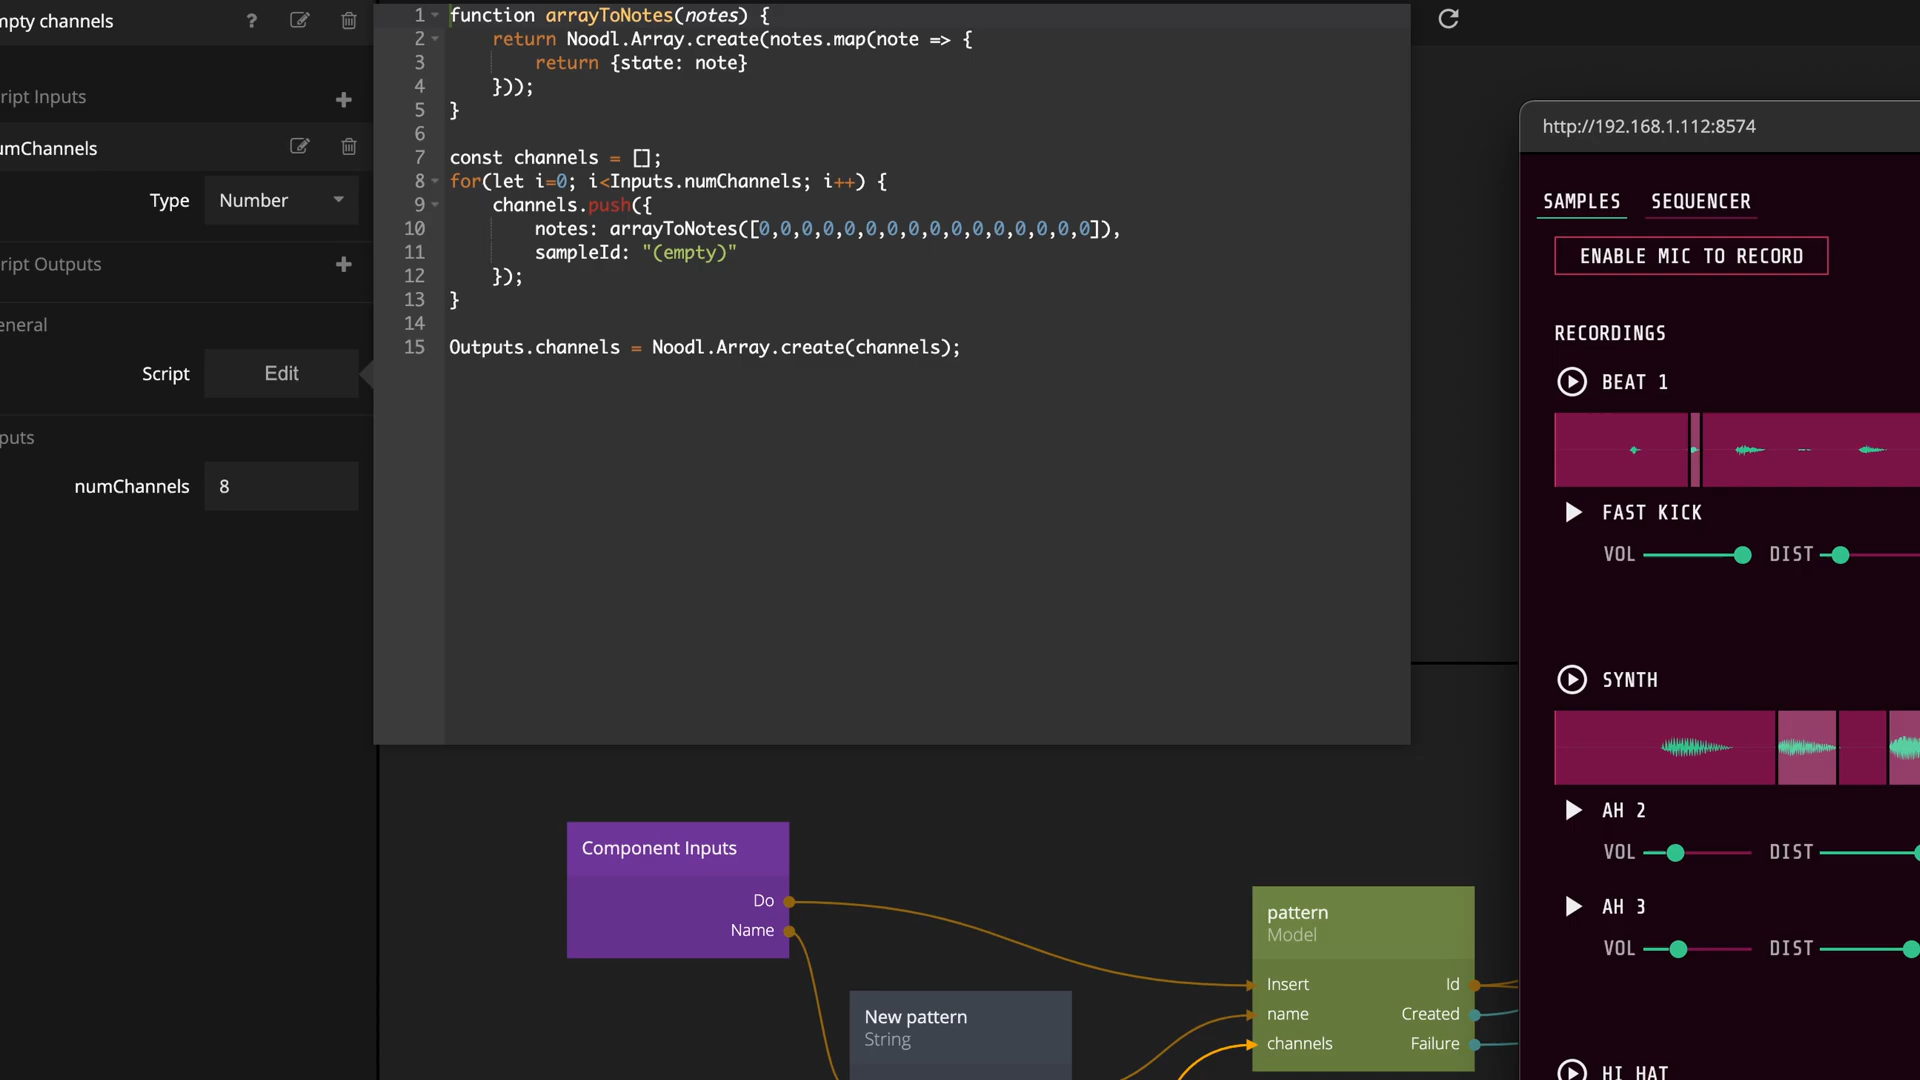 mpty channels
?
ript Inputs
umChannels
Type
Number
ript Outputs
eneral
Script
Edit
puts
numChannels
8
1 function arrayToNotes(notes) {
2 return Noodl.Array.create(notes.map(note => {
3 return {state: note}
4 }));
5 }
6
7 const channels = [];
8 for(let i=0; i<Inputs.numChannels; i++) {
9 channels.push({
10 notes: arrayToNotes([0,0,0,0,0,0,0,0,0,0,0,0,0,0,0,0]),
11 sampleId: "(empty)"
12 });
13 }
14
15 Outputs.channels = Noodl.Array.create(channels);
Component Inputs
Do
Name
New pattern
String
pattern
Model
Insert Id
name Created
channels Failure
http://192.168.1.112:8574
SAMPLES SEQUENCER
ENABLE MIC TO RECORD
RECORDINGS
BEAT 1
FAST KICK
VOL DIST
SYNTH
AH 2
VOL DIST
AH 3
VOL DIST
HI HAT